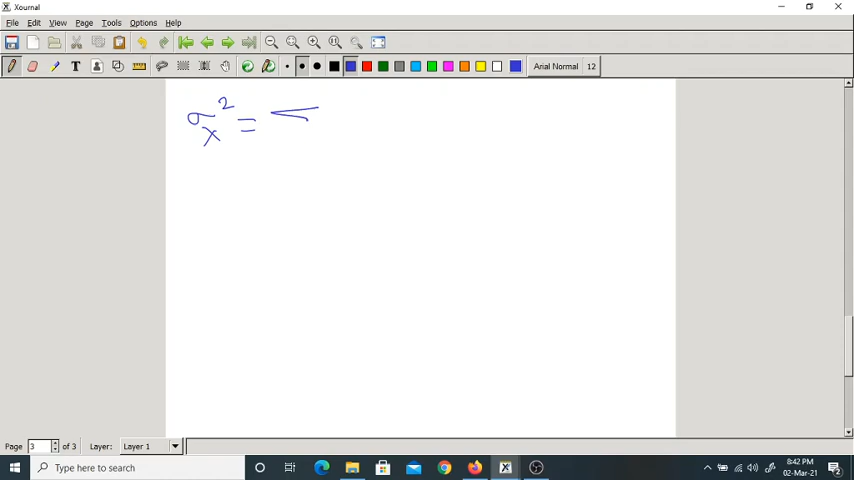 Xournal
File Edit View Page Tools Options Help
Arial Normal 12
σ²x =
Page 3 of 3 Layer: Layer 1
Type here to search
8:42 PM
02-Mar-21
2